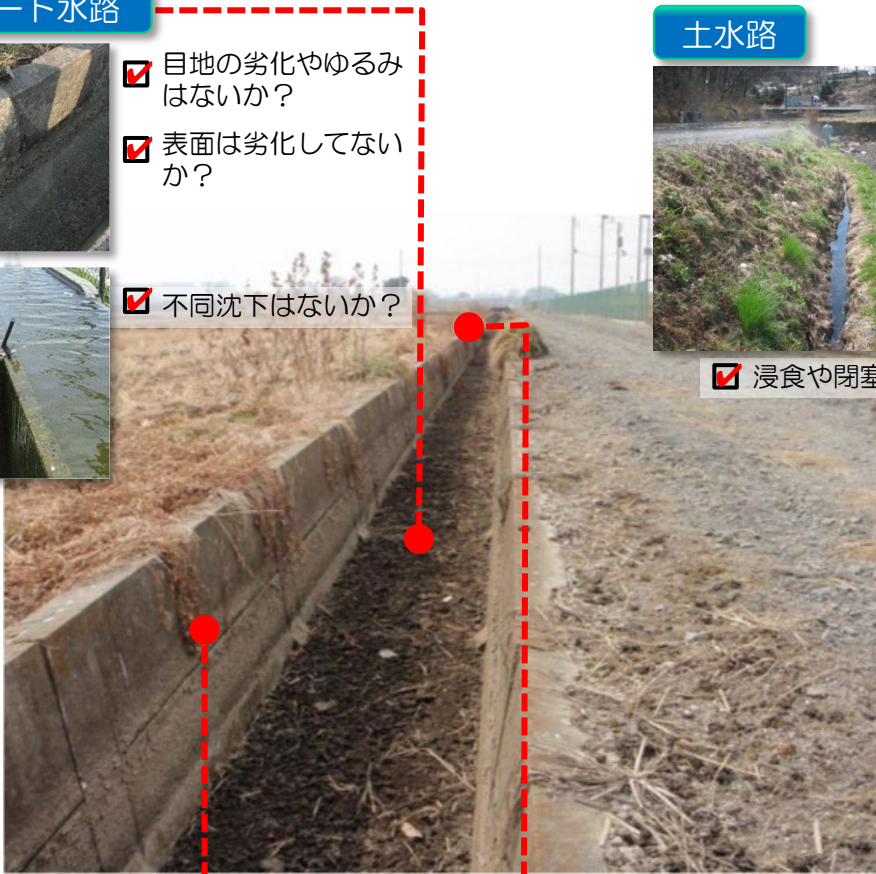 ート水路
目地の劣化やゆるみ
はないか？
表面は劣化してない
か？
不同沈下はないか？
土水路
浸食や閉塞